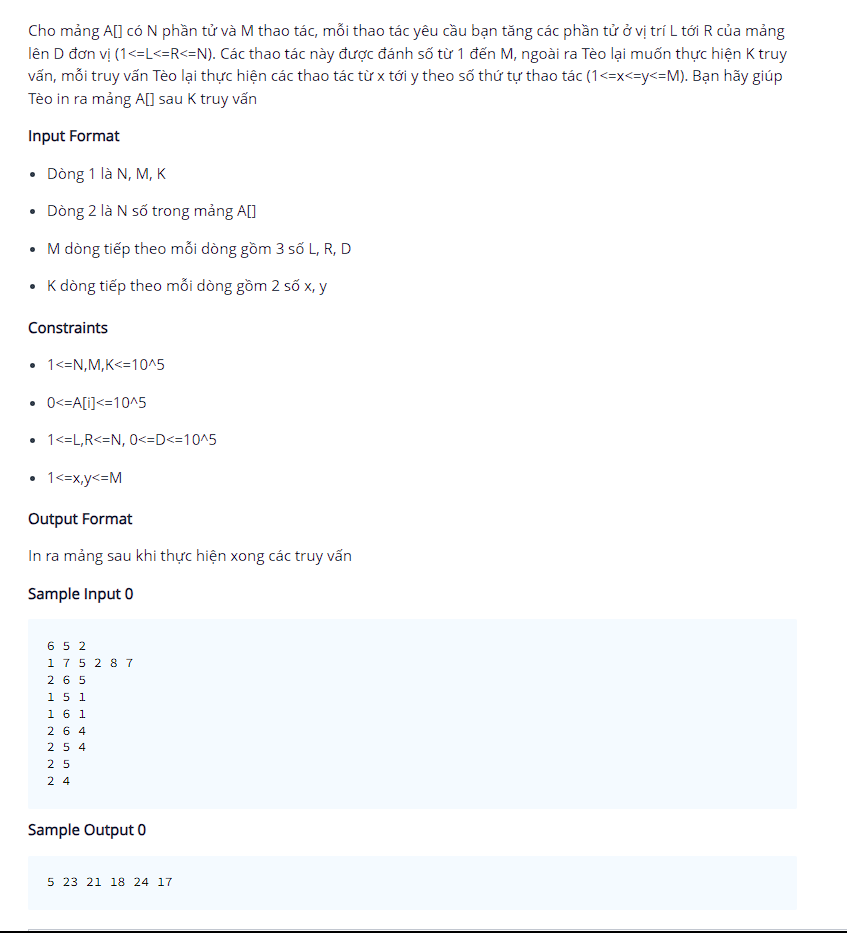 Cho mảng A[] có N phần tử và M thao tác, mỗi thao tác yêu cầu bạn tăng các phần tử ở vị trí L tới R của mảng
lên D đơn vị (1<=L<=R<=N). Các thao tác này được đánh số từ 1 đến M, ngoài ra Tèo lại muốn thực hiện K truy
vấn, mỗi truy vấn Tèo lại thực hiện các thao tác từ x tới y theo số thứ tự thao tác (1<=x<=y<=M). Bạn hãy giúp
Tèo in ra mảng A[] sau K truy vấn
Input Format
• Dòng 1 là N, M, K
• Dòng 2 là N số trong mảng A[]
• M dòng tiếp theo mỗi dòng gồm 3 số L, R, D
• K dòng tiếp theo mỗi dòng gồm 2 số x, y
Constraints
• 1<=N,M,K<=10^5
• 0<=A[i]<=10^5
• 1<=L,R<=N, 0<=D<=10^5
• 1<=x,y<=M
Output Format
In ra mảng sau khi thực hiện xong các truy vấn
Sample Input 0
6 5 2
1 7 5 2 8 7
2 6 5
1 5 1
1 6 1
2 6 4
2 5 4
2 5
2 4
Sample Output 0
5 23 21 18 24 17